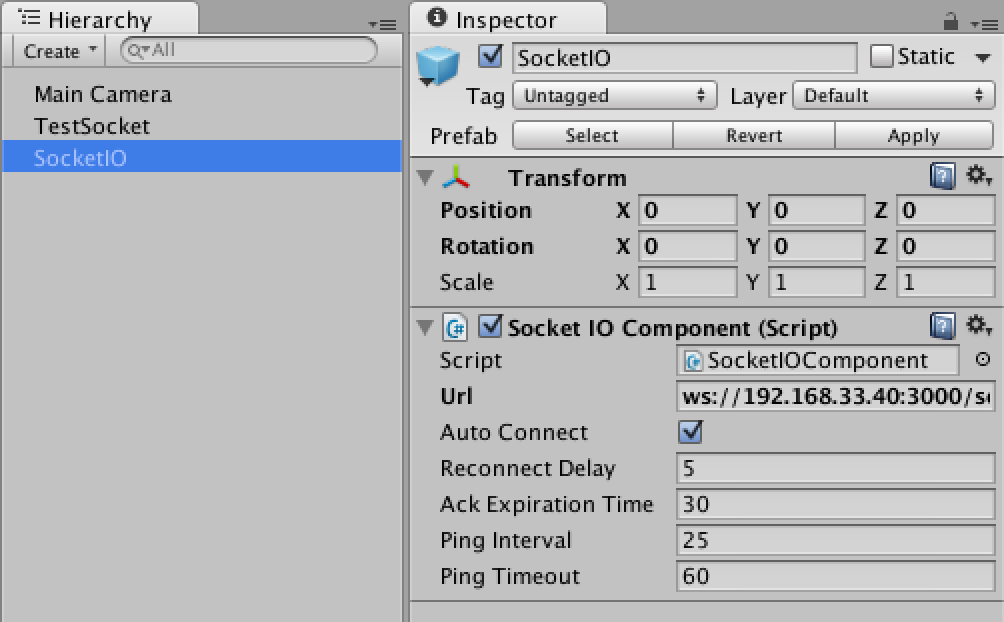 Hierarchy
Create
All
Main Camera
TestSocket
SocketIO
Inspector
SocketIO
Static
Tag Untagged Layer Default
Prefab Select Revert Apply
Transform
Position X 0 Y 0 Z 0
Rotation X 0 Y 0 Z 0
Scale X 1 Y 1 Z 1
Socket IO Component (Script)
Script SocketIOComponent
Url ws://192.168.33.40:3000/s
Auto Connect
Reconnect Delay 5
Ack Expiration Time 30
Ping Interval 25
Ping Timeout 60